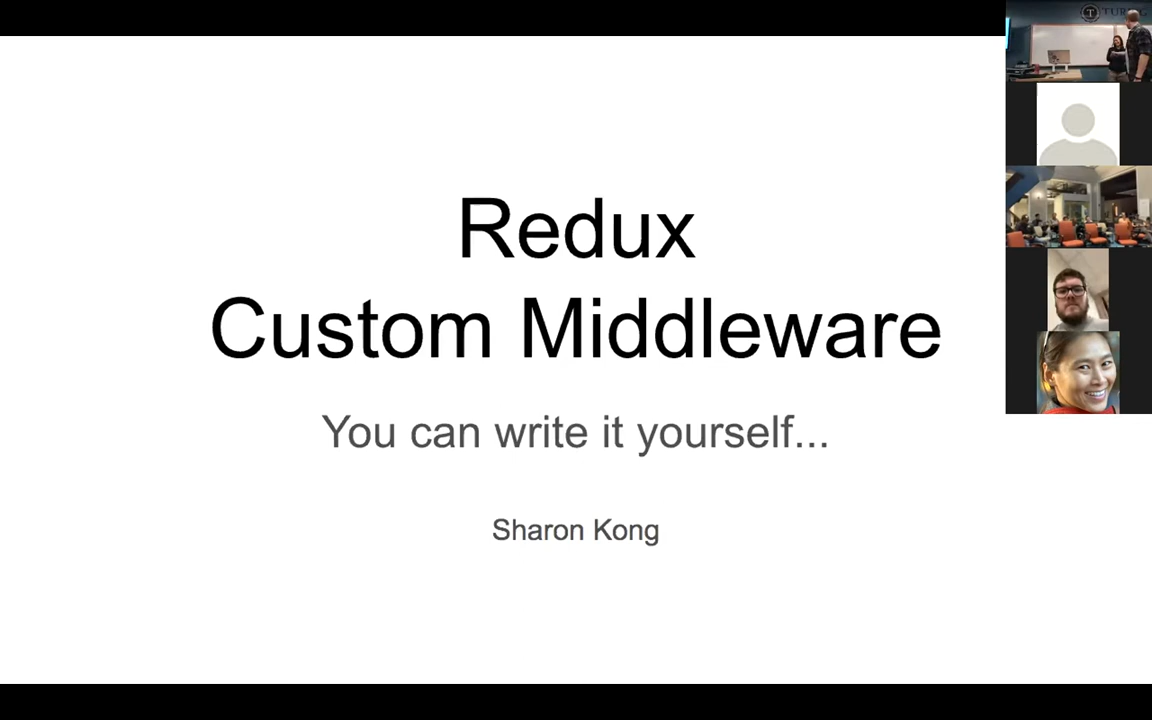 Redux
Custom Middleware
You can write it yourself...
Sharon Kong